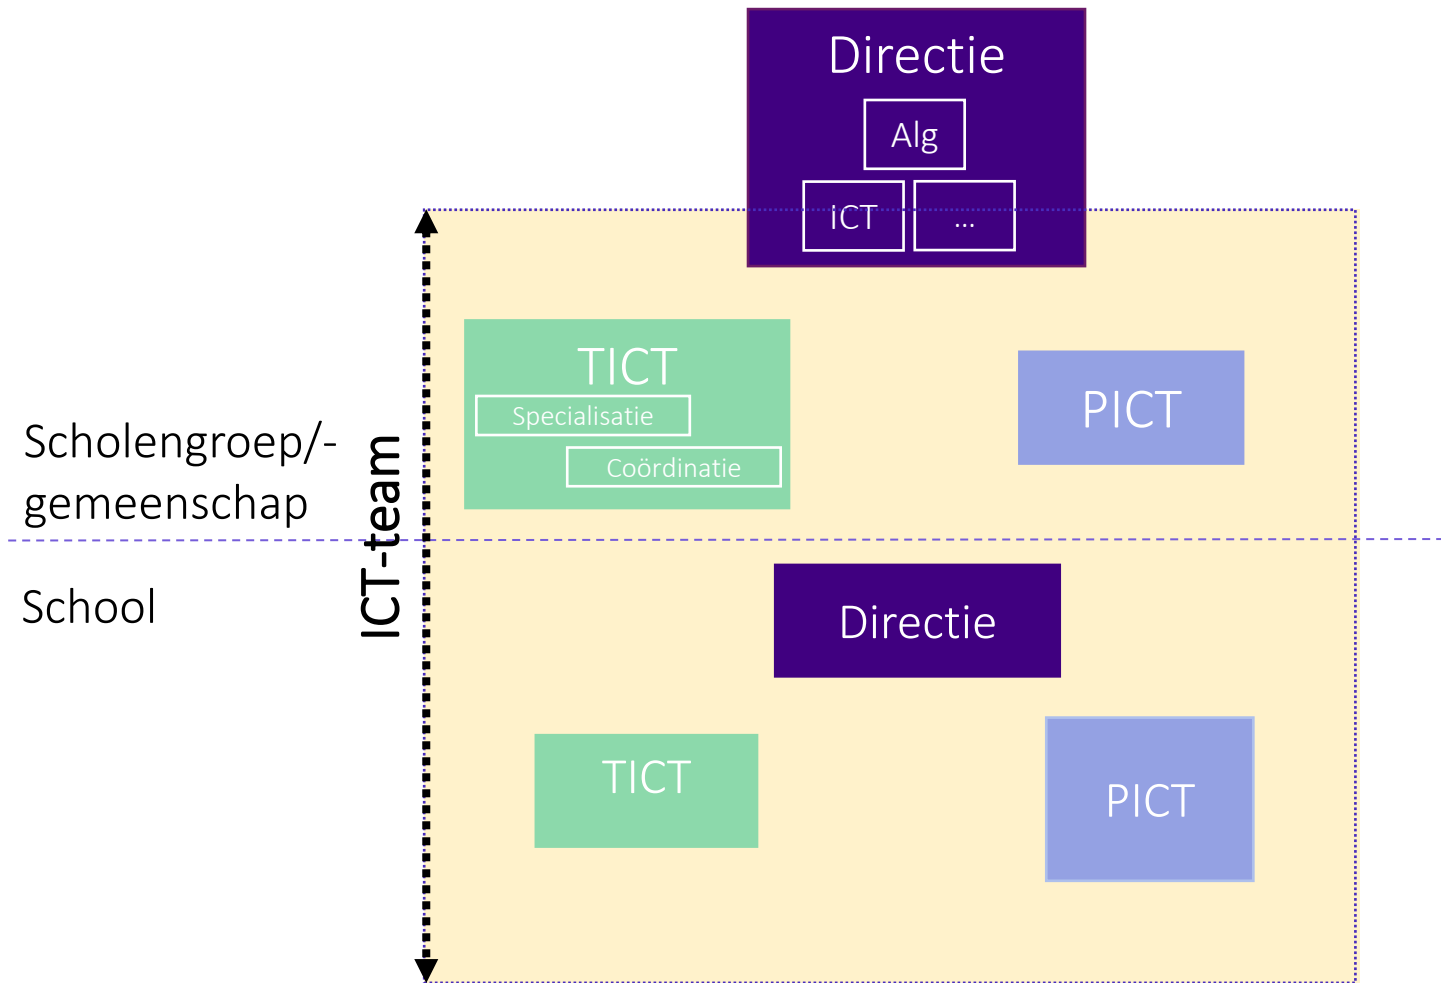 Directie
Alg
ICT
...
TICT
Specialisatie
Coördinatie
PICT
Scholengroep/-
gemeenschap
ICT-team
School
Directie
TICT
PICT